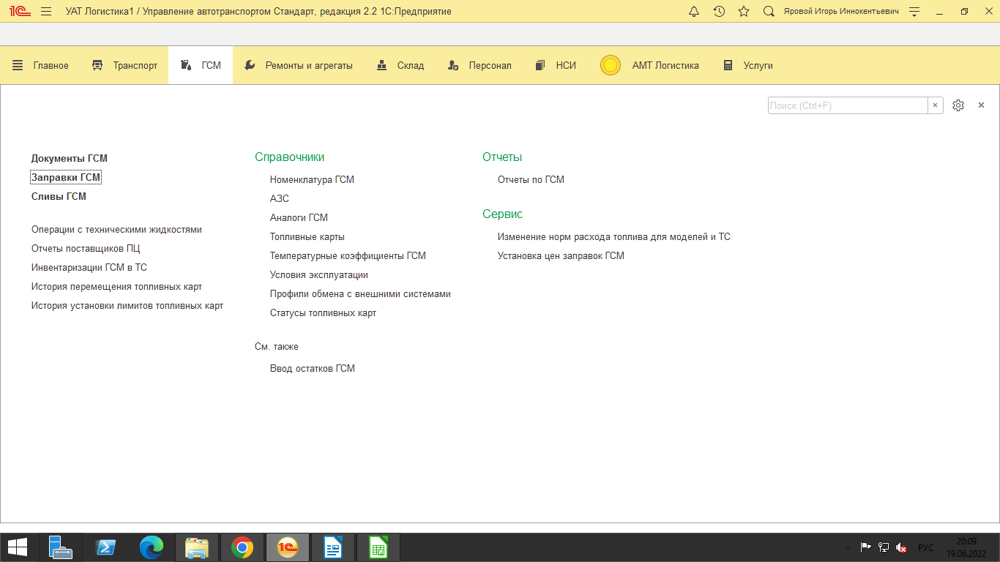 УАТ Логистика1 / Управление автотранспортом Стандарт, редакция 2.2 1С:Предприятие
Яровой Игорь Иннокентьевич
Главное
Транспорт
ГСМ
Ремонты и агрегаты
Склад
Персонал
НСИ
АМТ Логистика
Услуги
Поиск (Ctrl+F)
Документы ГСМ
Заправки ГСМ
Сливы ГСМ
Операции с техническими жидкостями
Отчеты поставщиков ПЦ
Инвентаризации ГСМ в ТС
История перемещения топливных карт
История установки лимитов топливных карт
Справочники
Номенклатура ГСМ
АЗС
Аналоги ГСМ
Топливные карты
Температурные коэффициенты ГСМ
Условия эксплуатации
Профили обмена с внешними системами
Статусы топливных карт
См. также
Ввод остатков ГСМ
Отчеты
Отчеты по ГСМ
Сервис
Изменение норм расхода топлива для моделей и ТС
Установка цен заправок ГСМ
РУС
20:09
19.06.2022